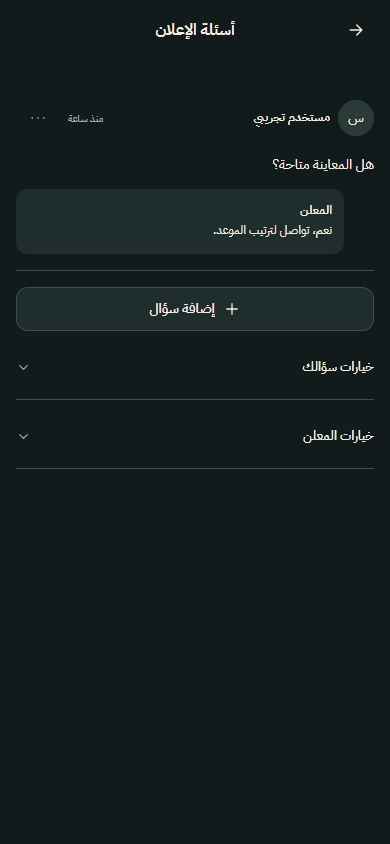 أسئلة الإعلان
س
مستخدم تجريبي
منذ ساعة
هل المعاينة متاحة؟
المعلن
نعم، تواصل لترتيب الموعد.
إضافة سؤال
خيارات سؤالك
خيارات المعلن